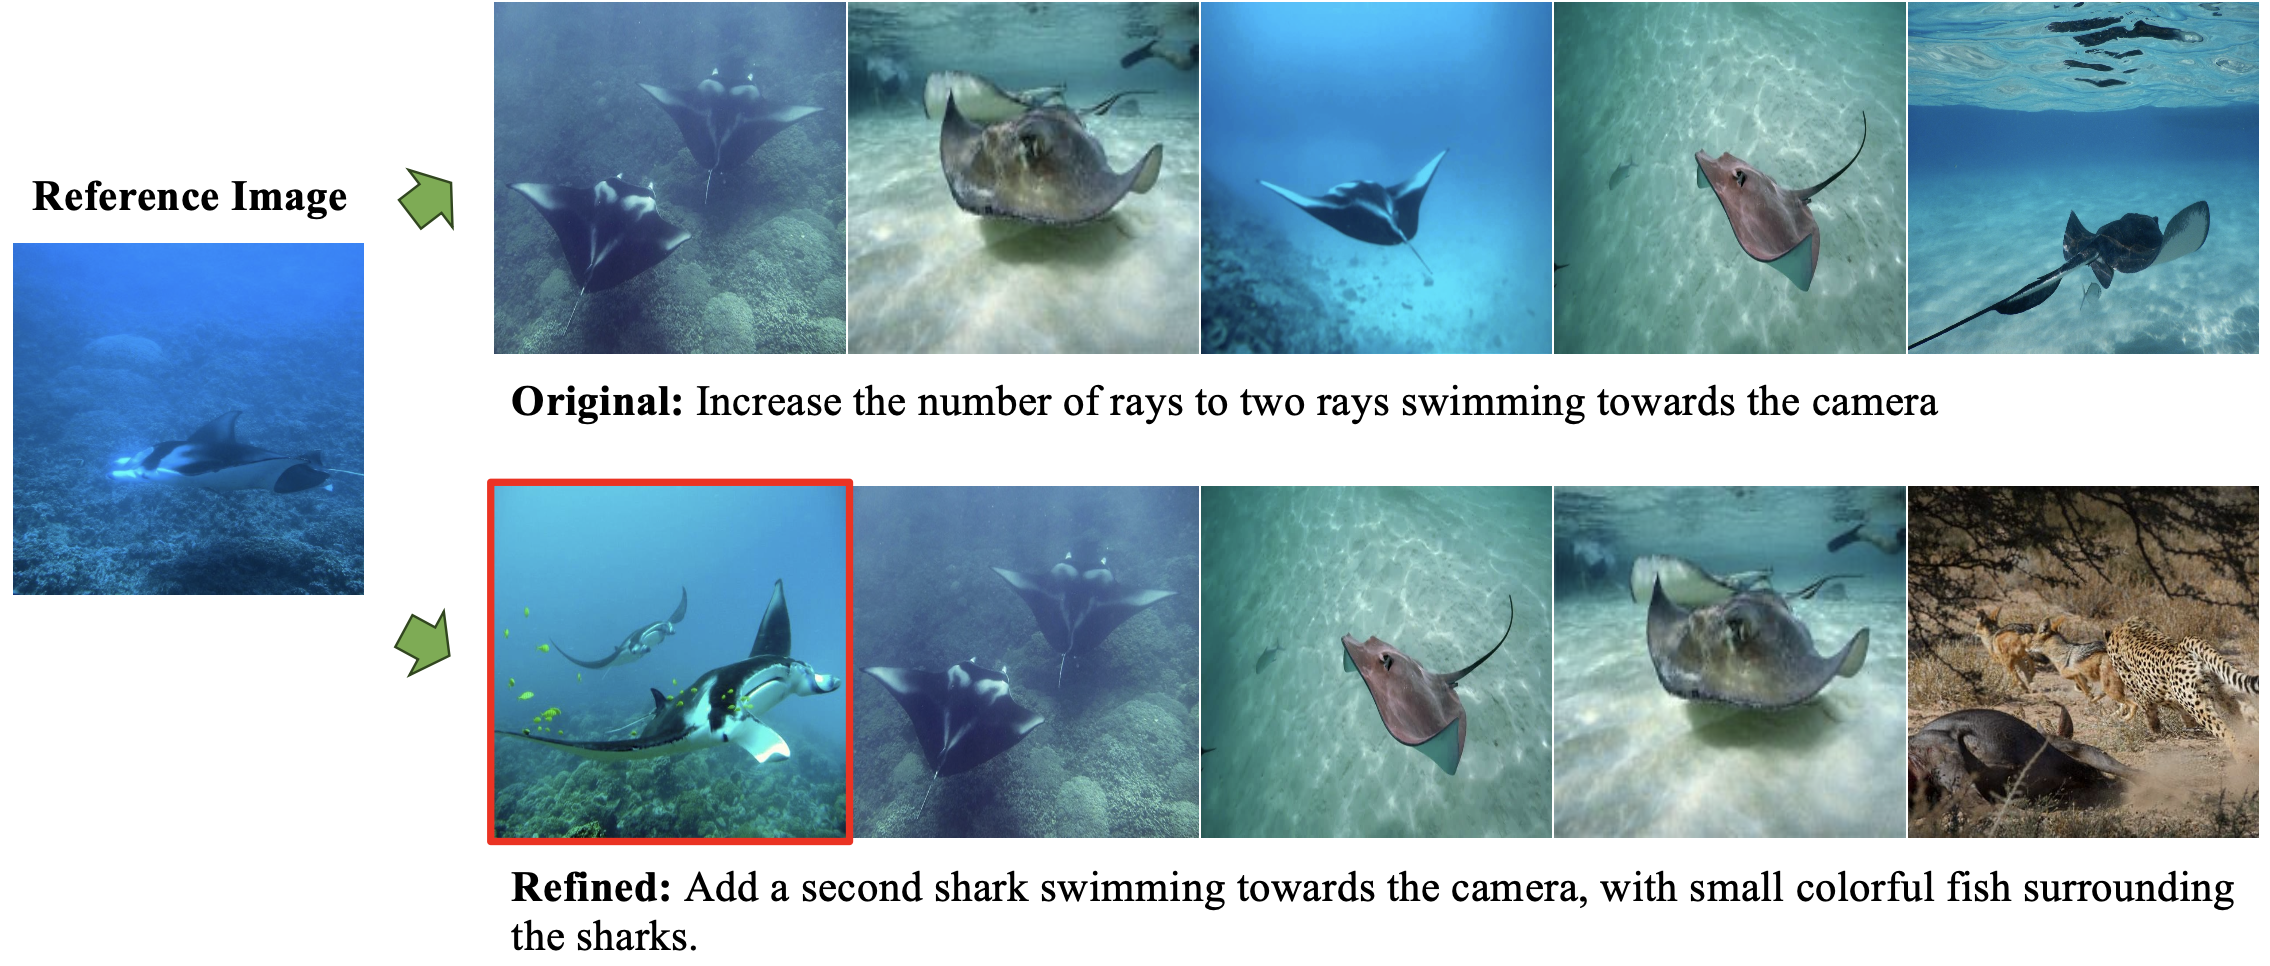 Reference Image
Original: Increase the number of rays to two rays swimming towards the camera
Refined: Add a second shark swimming towards the camera, with small colorful fish surrounding
the sharks.